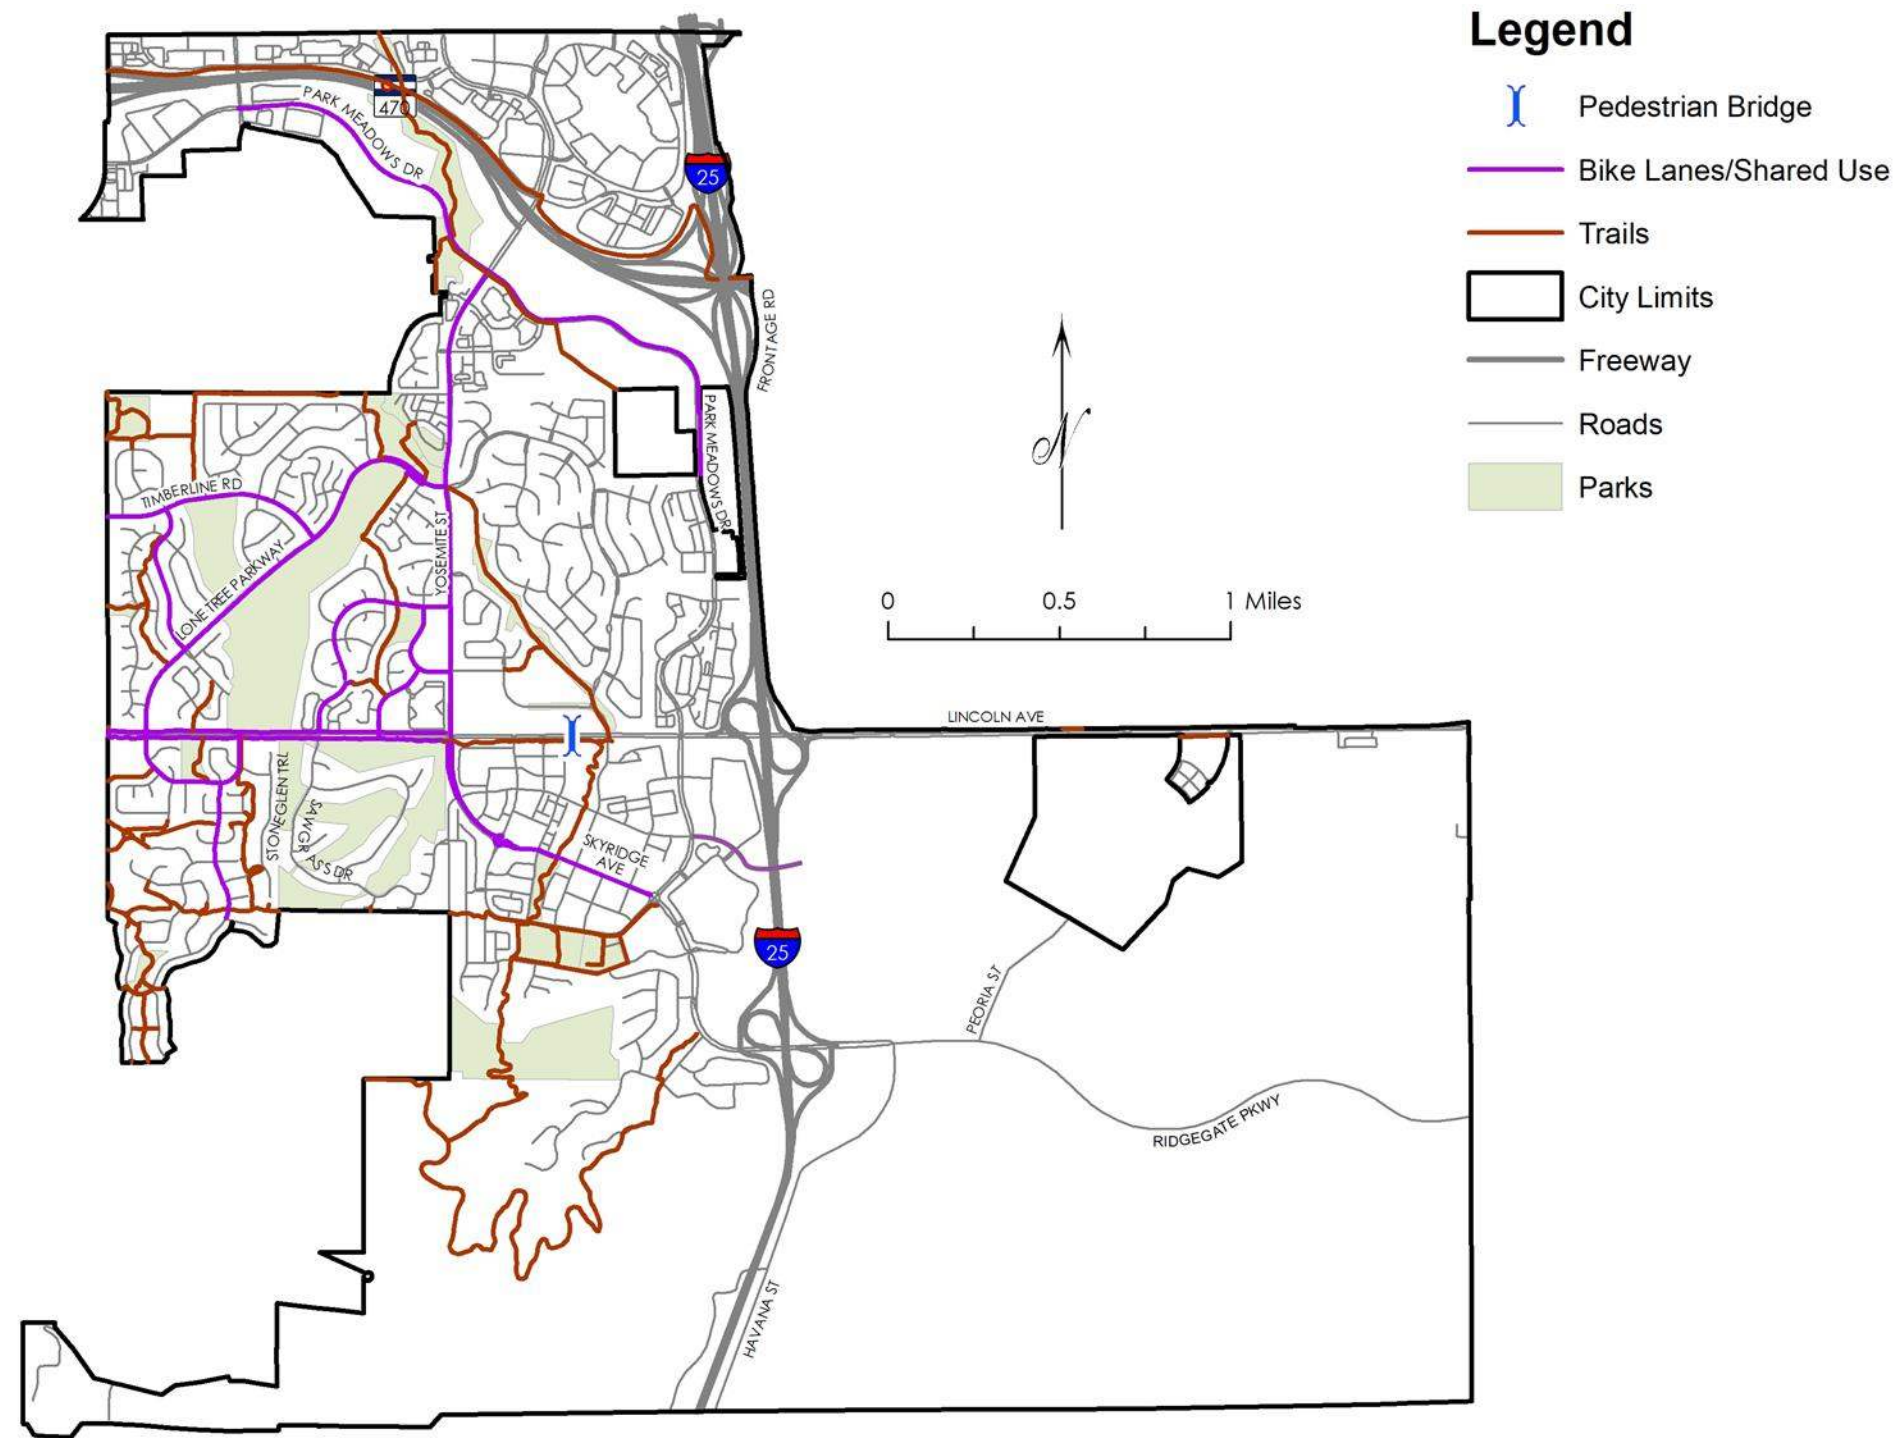 Legend
Pedestrian Bridge
Bike Lanes/Shared Use
Trails
City Limits
Freeway
Roads
Parks
470
PARK MEADOWS DR
25
FRONTAGE RD
PARK MEADOWS DR
TIMBERLINE RD
LONE TREE PARKWAY
YOSEMITE ST
N
0 0.5 1 Miles
LINCOLN AVE
STONEGLEN TRL
SAWGRASS DR
SKYRIDGE
AVE
25
PEORIA ST
RIDGEGATE PKWY
HAVANA ST